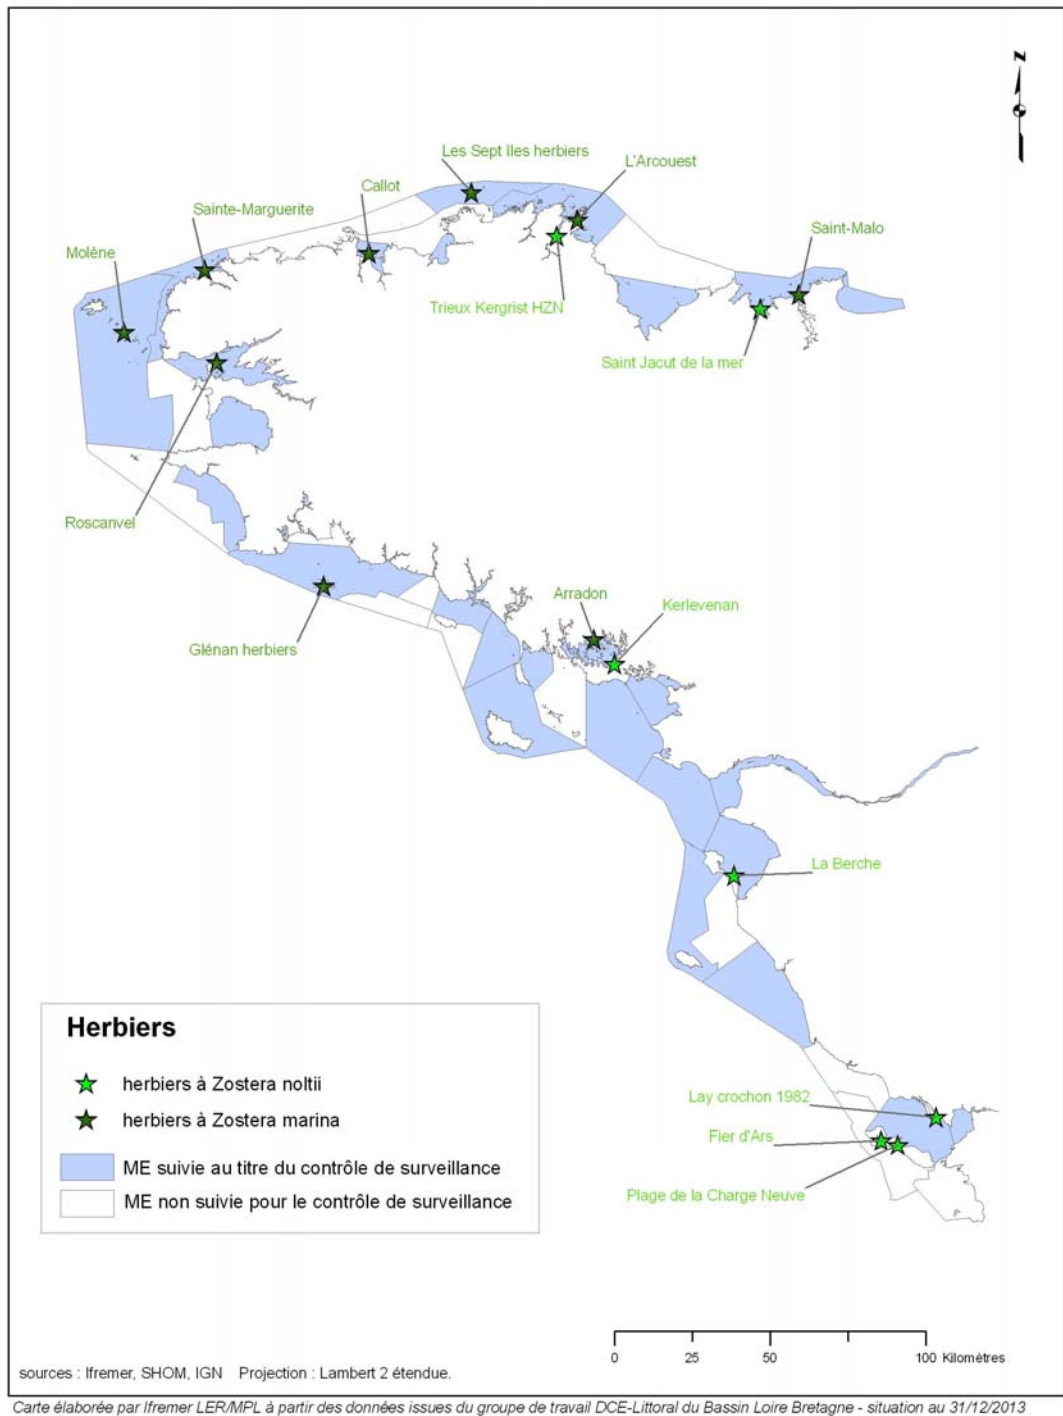 Z
Les Sept îles herbiers
L'Arcouest
Callot
Sainte-Marguerite
Saint-Malo
Molène
Trieux Kergrist HZN
Saint Jacut de la mer
Roscanvel
Arradon
Kerlevenan
Glénan herbiers
La Berche
Herbiers
herbiers à Zostera noltii
herbiers à Zostera marina
ME suivie au titre du contrôle de surveillance
ME non suivie pour le contrôle de surveillance
Lay crochon 1982
Fier d'Ars
Plage de la Charge Neuve
0 25 50 100 Kilomètres
sources : Ifremer, SHOM, IGN Projection : Lambert 2 étendue.
Carte élaborée par Ifremer LER/MPL à partir des données issues du groupe de travail DCE-Littoral du Bassin Loire Bretagne - situation au 31/12/2013